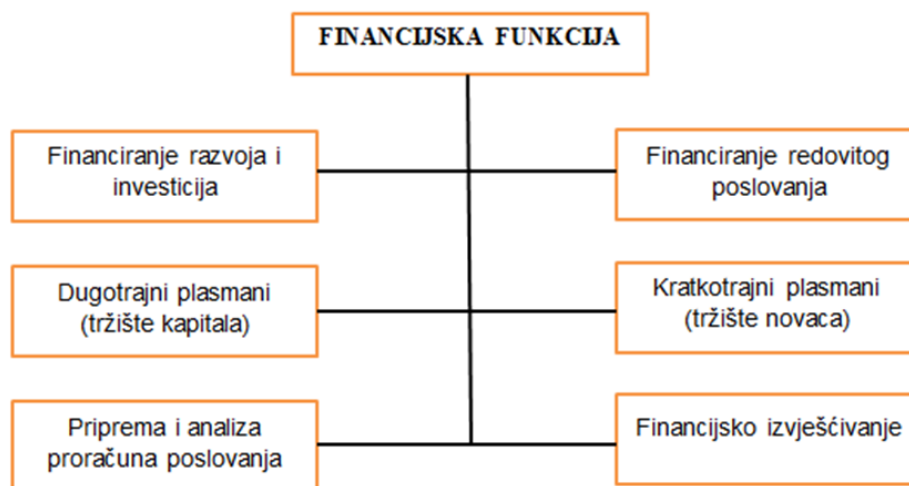 FINANCIJSKA FUNKCIJA
Financiranje razvoja i
investicija
Financiranje redovitog
poslovanja
Dugotrajni plasmani
(tržište kapitala)
Kratkotrajni plasmani
(tržište novaca)
Priprema i analiza
proračuna poslovanja
Financijsko izvješćivanje